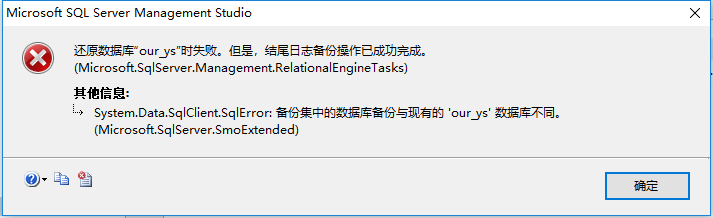 Microsoft SQL Server Management Studio
还原数据库“our_ys”时失败。但是，结尾日志备份操作已成功完成。
(Microsoft.SqlServer.Management.RelationalEngineTasks)
其他信息:
System.Data.SqlClient.SqlError: 备份集中的数据库备份与现有的 'our_ys' 数据库不同。
(Microsoft.SqlServer.SmoExtended)
确定